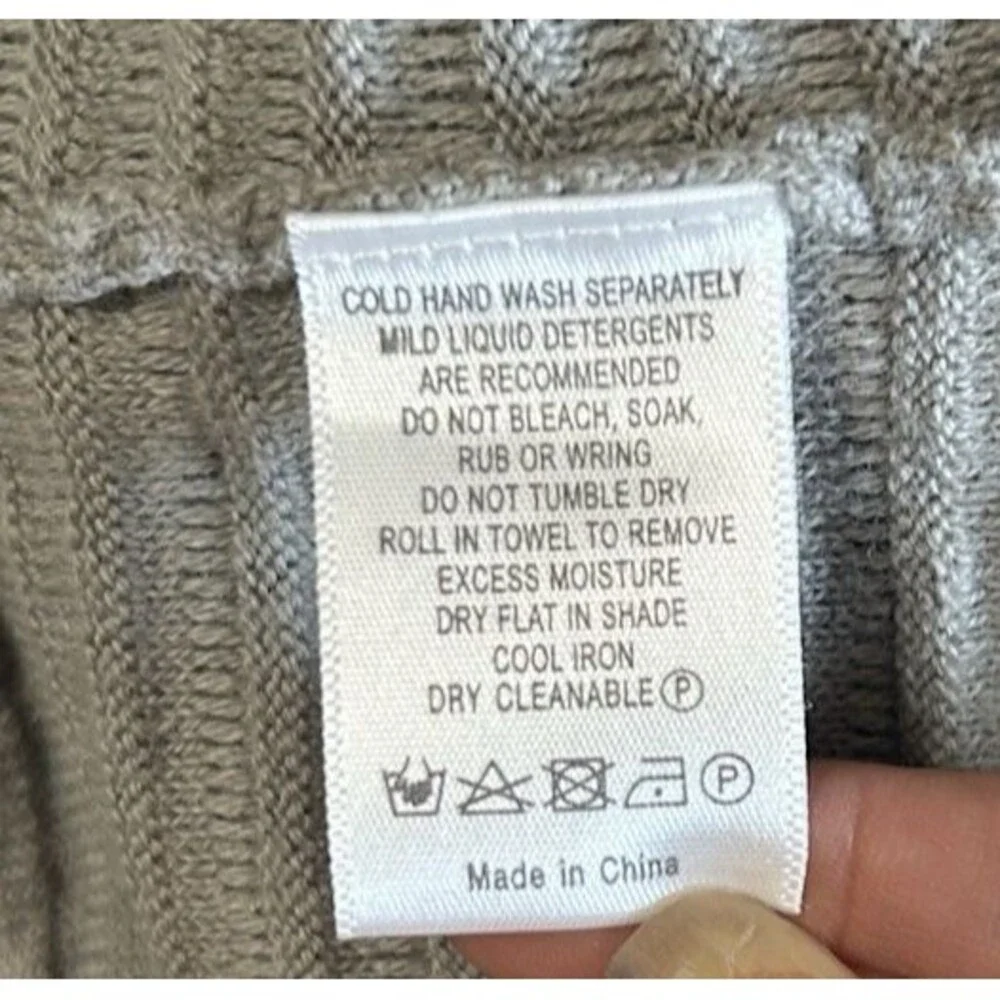 COLD HAND WASH SEPARATELY
MILD LIQUID DETERGENTS
ARE RECOMMENDED
DO NOT BLEACH, SOAK,
RUB OR WRING
DO NOT TUMBLE DRY
ROLL IN TOWEL TO REMOVE
EXCESS MOISTURE
DRY FLAT IN SHADE
COOL IRON
DRY CLEANABLE Ⓟ
Ⓟ
Made in China